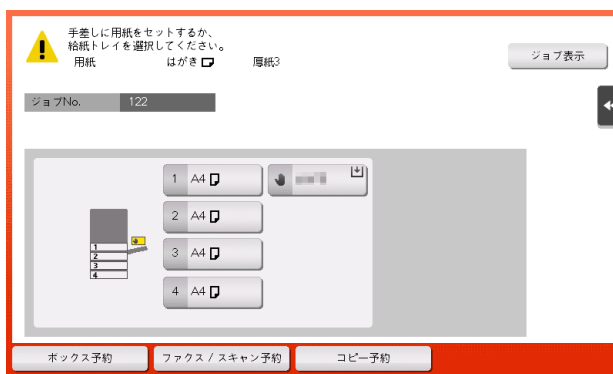 手差しに用紙をセットするか、
給紙トレイを選択してください。
用紙 はがき 厚紙3
ジョブ表示
ジョブNo. 122
1 A4
2 A4
3 A4
4 A4
1
2
3
4
ボックス予約 ファクス / スキャン予約 コピー予約